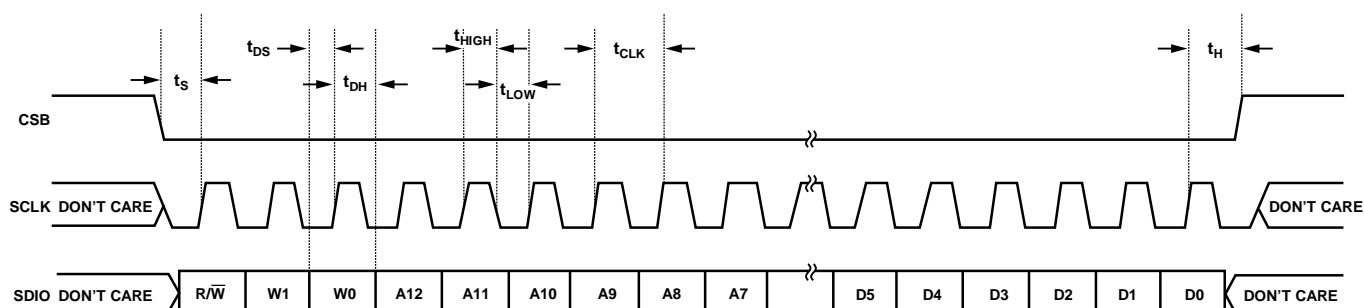 tHIGH
tDS
tCLK
tH
tS
tDH
tLOW
CSB
SCLK DON'T CARE
DON'T CARE
SDIO DON'T CARE R/W̅ W1 W0 A12 A11 A10 A9 A8 A7 D5 D4 D3 D2 D1 D0 DON'T CARE